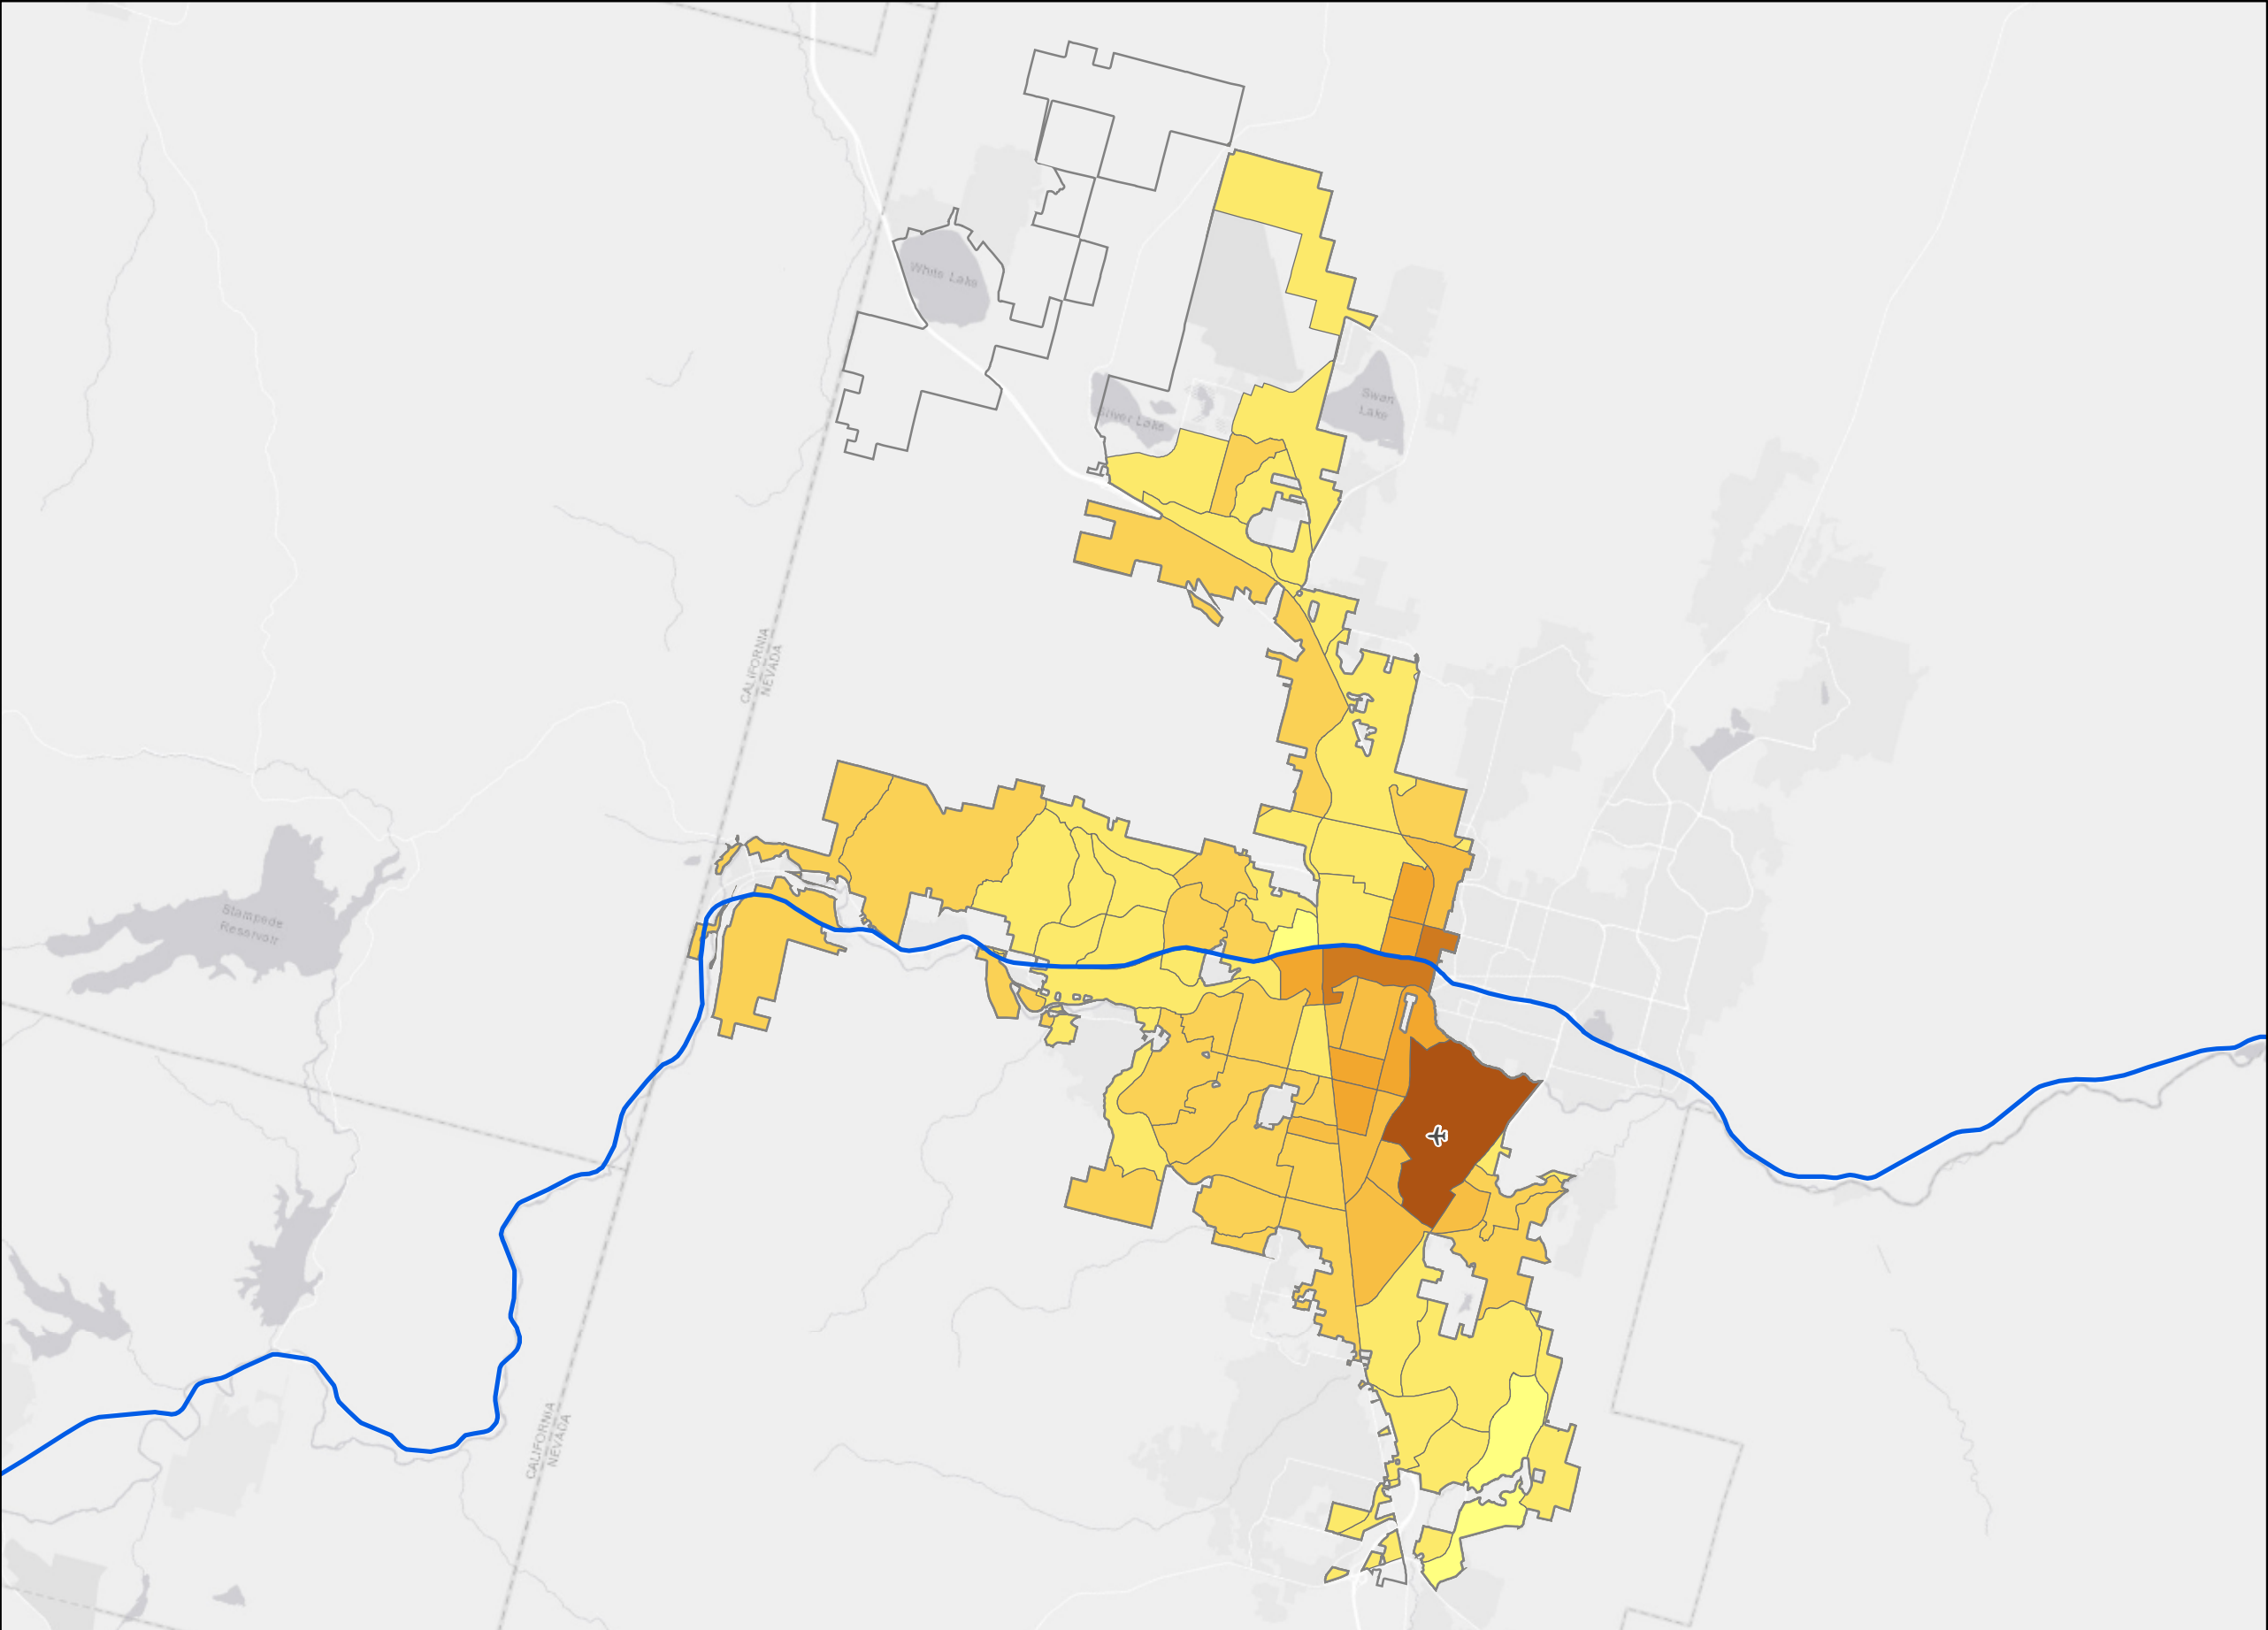 White Lake
Silver Lake
Swan
Lake
CALIFORNIA
NEVADA
Stampede
Reservoir
CALIFORNIA
NEVADA